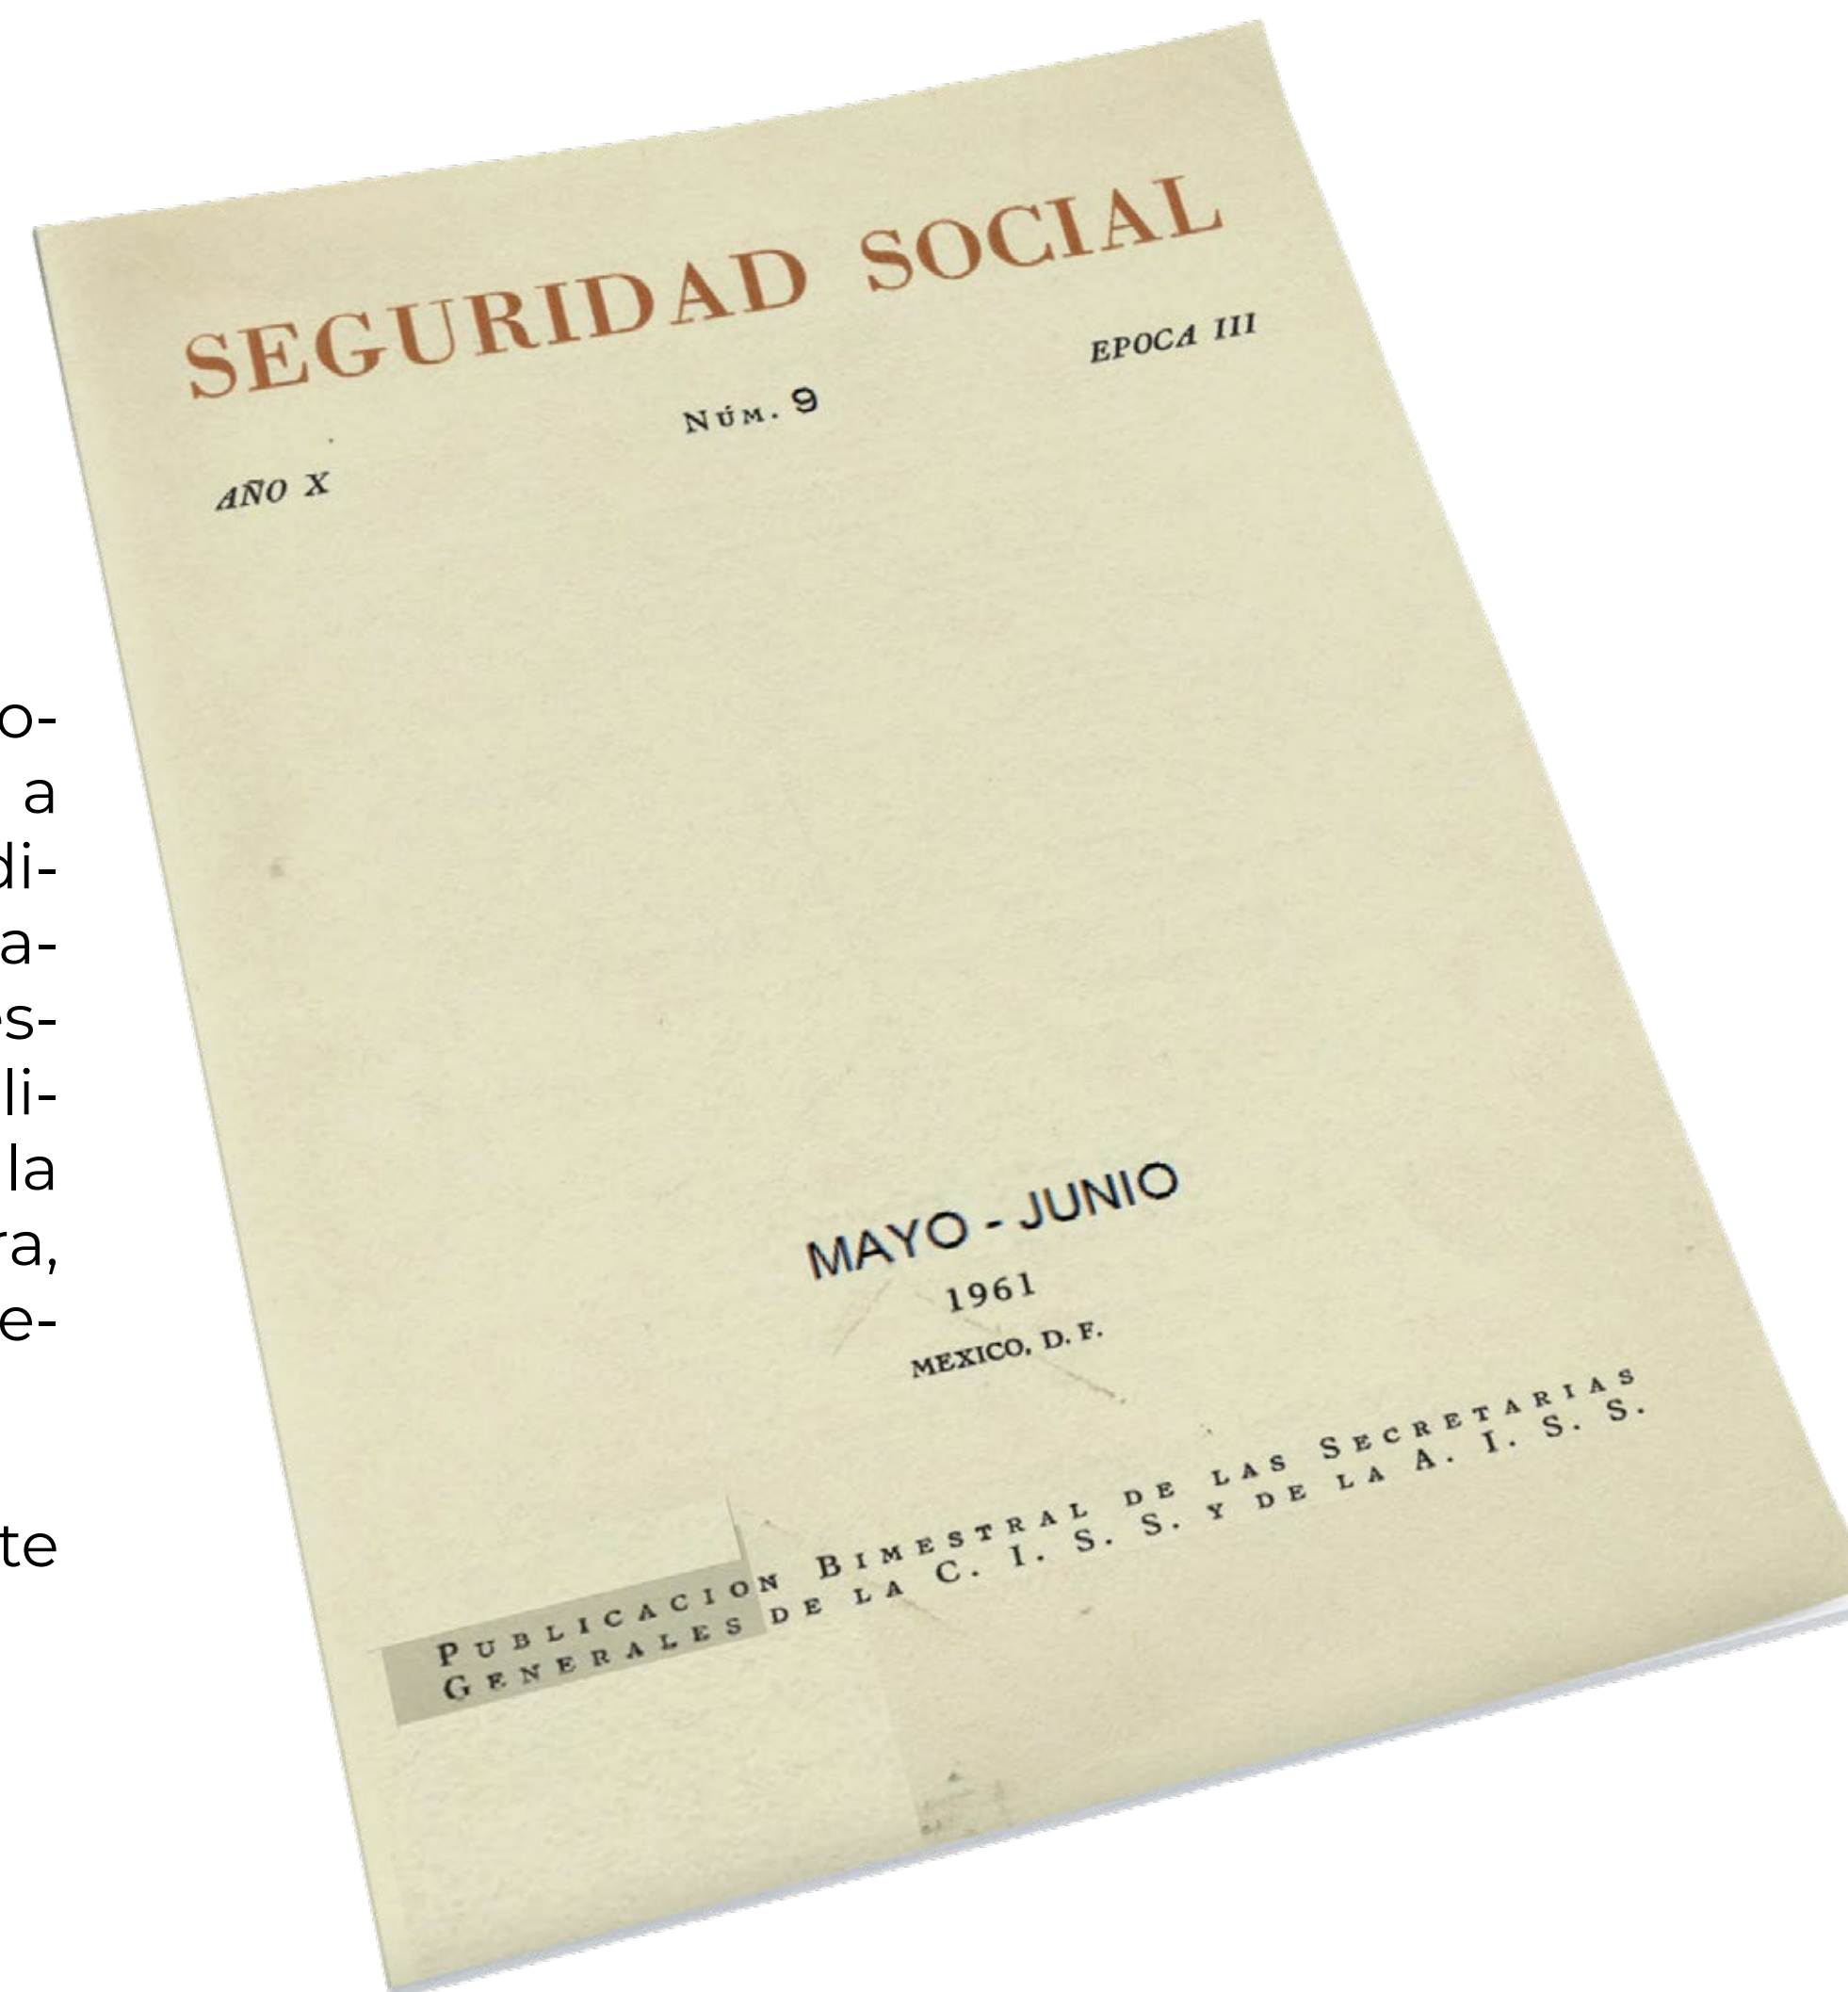 SEGURIDAD SOCIAL
AÑO X
NÚM. 9
EPOCA III
MAYO - JUNIO
1961
MEXICO, D. F.
PUBLICACION BIMESTRAL DE LAS SECRETARIAS
GENERALES DE LA C. I. S. S. Y DE LA A. I. S. S.
a
la